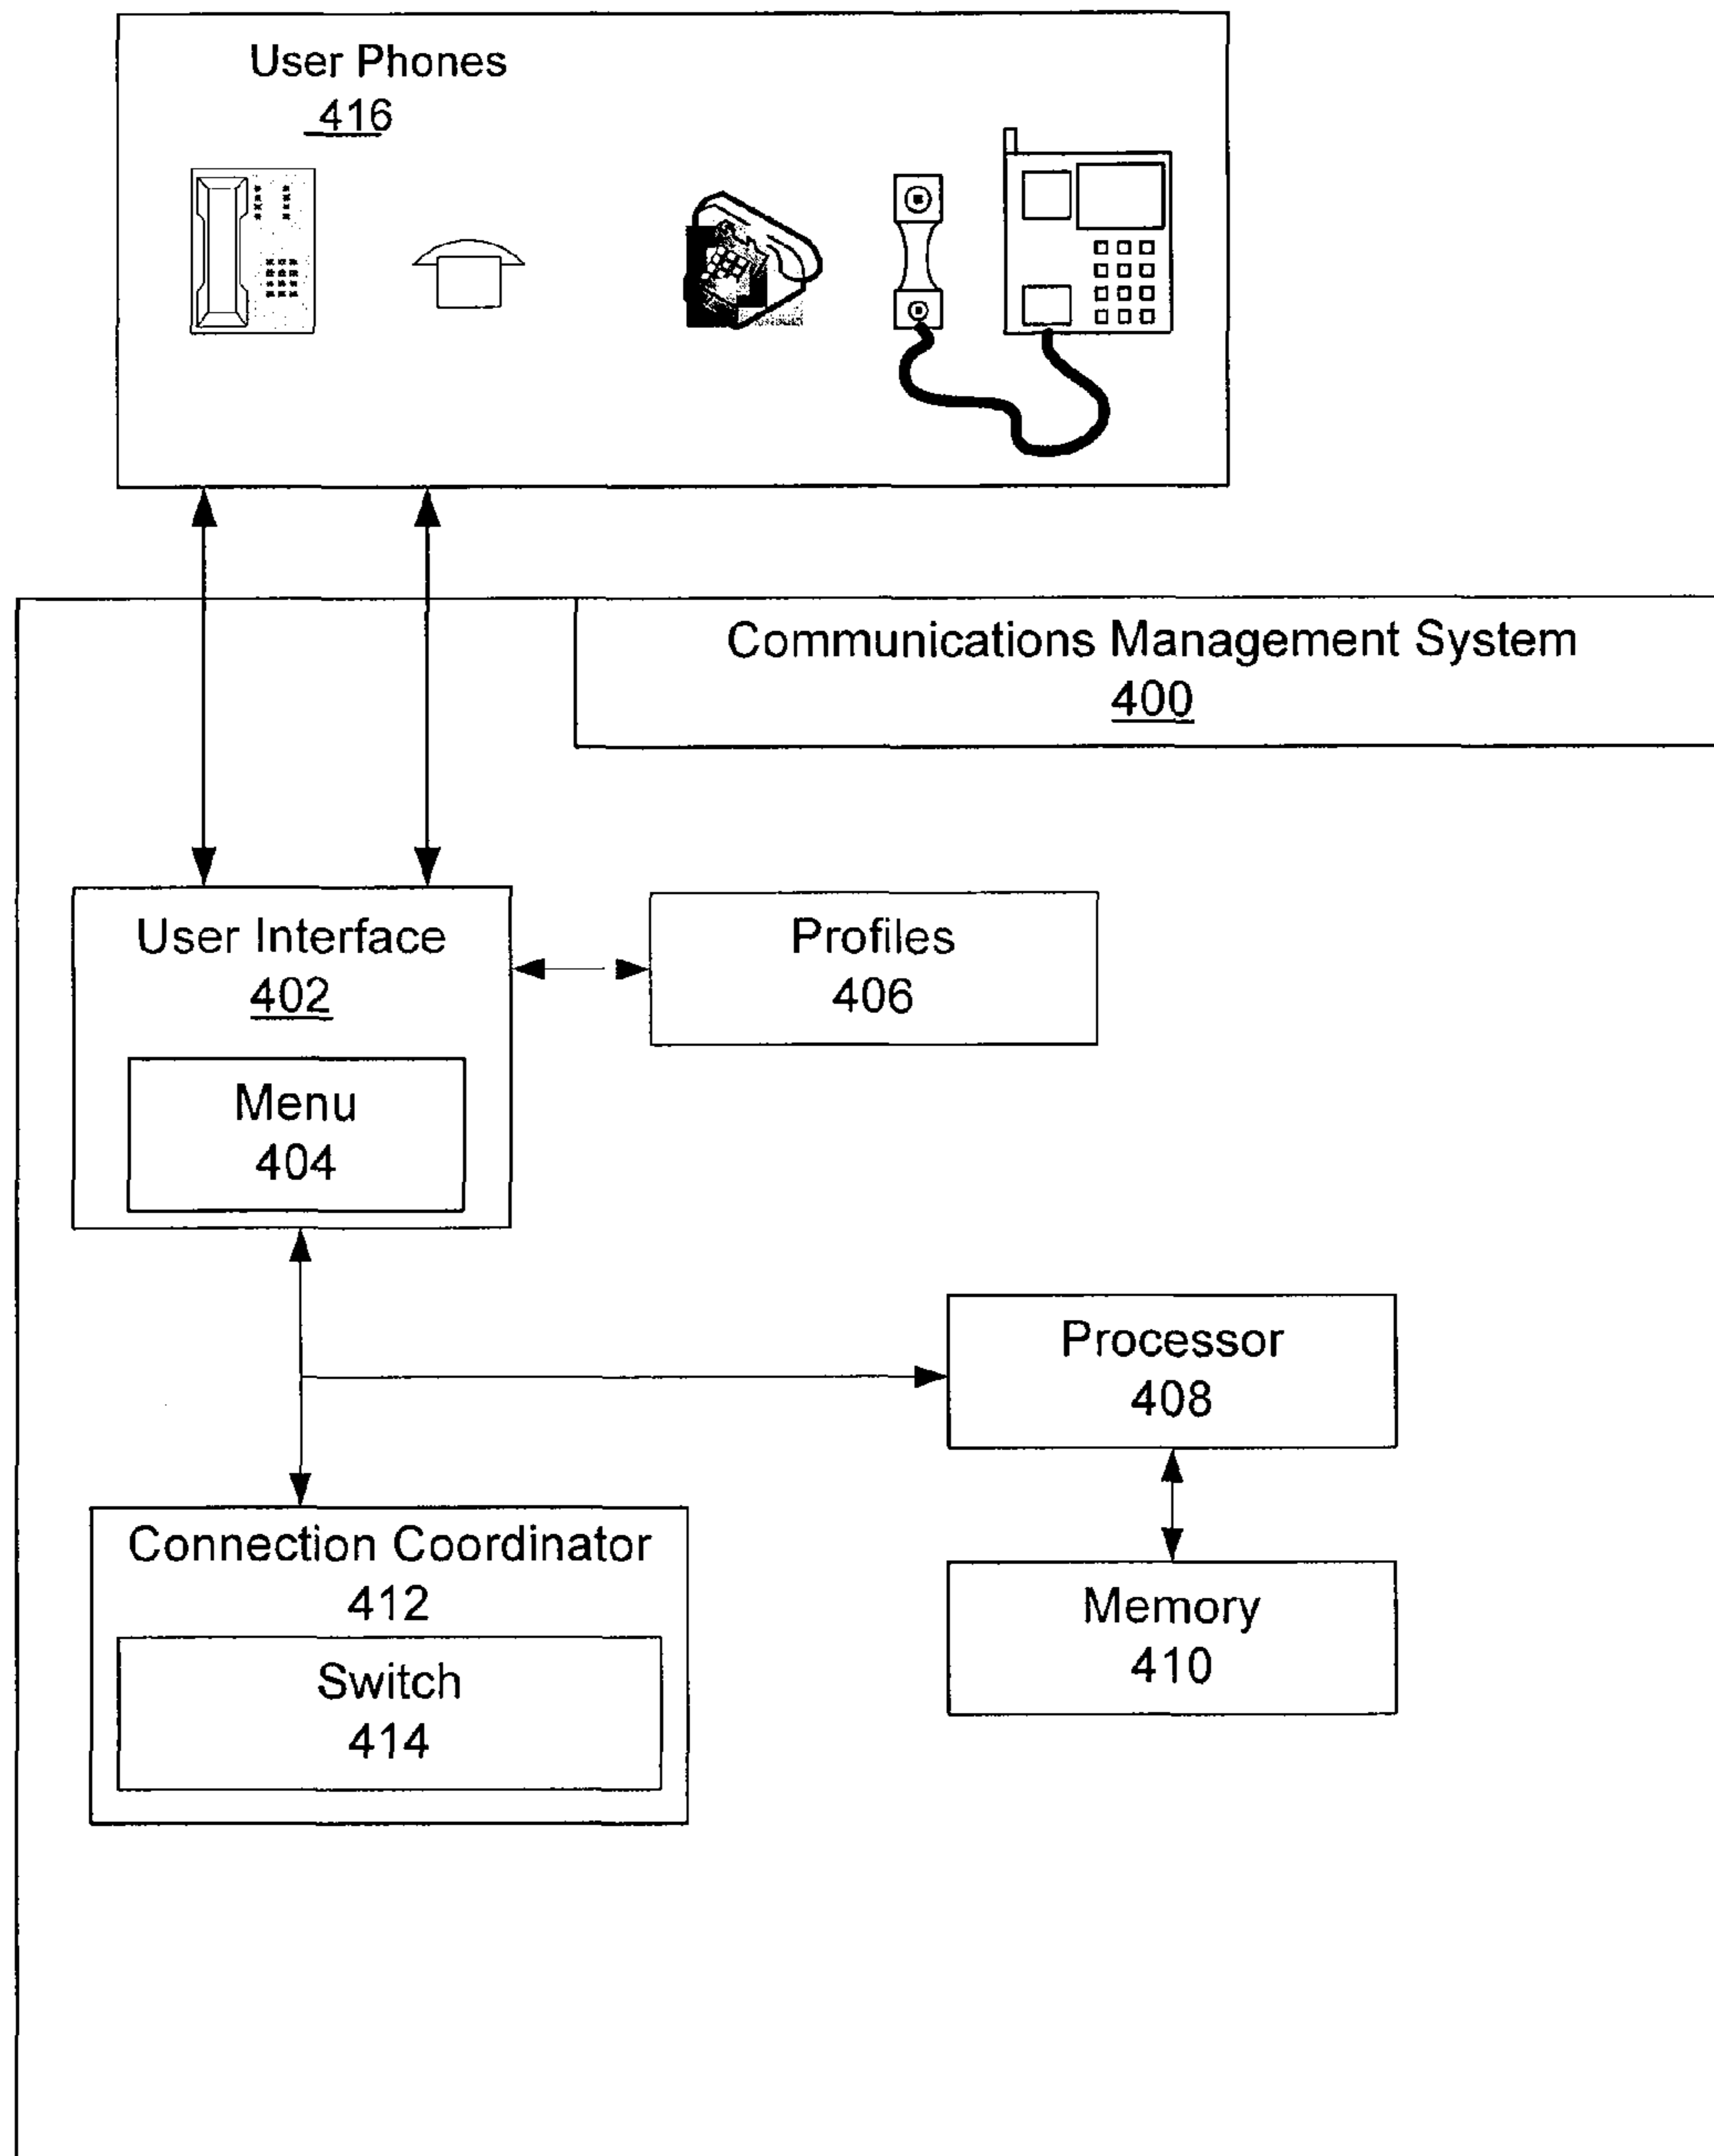 User Phones
416
Communications Management System
400
User Interface
402
Profiles
406
Menu
404
Processor
408
Connection Coordinator
412
Memory
410
Switch
414